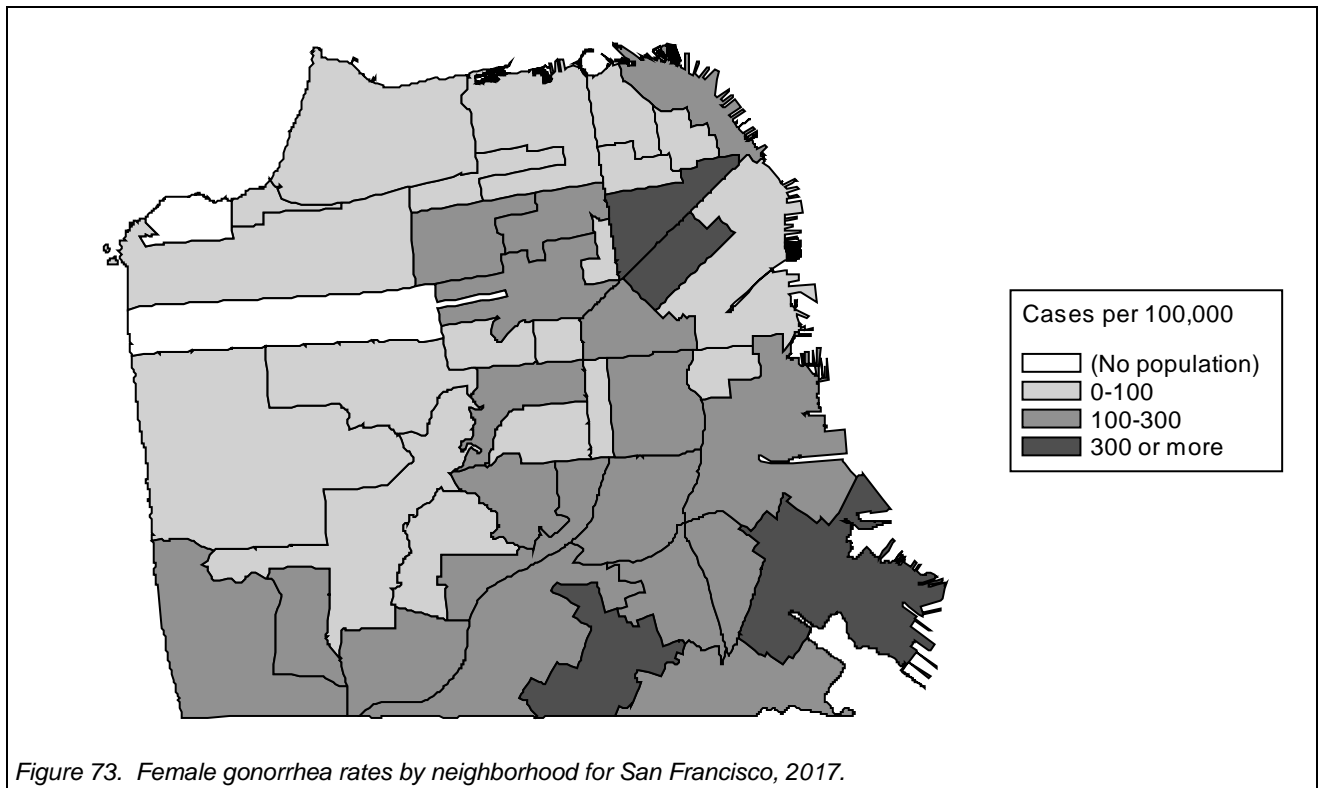 Cases per 100,000
(No population)
0-100
100-300
300 or more
Figure 73. Female gonorrhea rates by neighborhood for San Francisco, 2017.